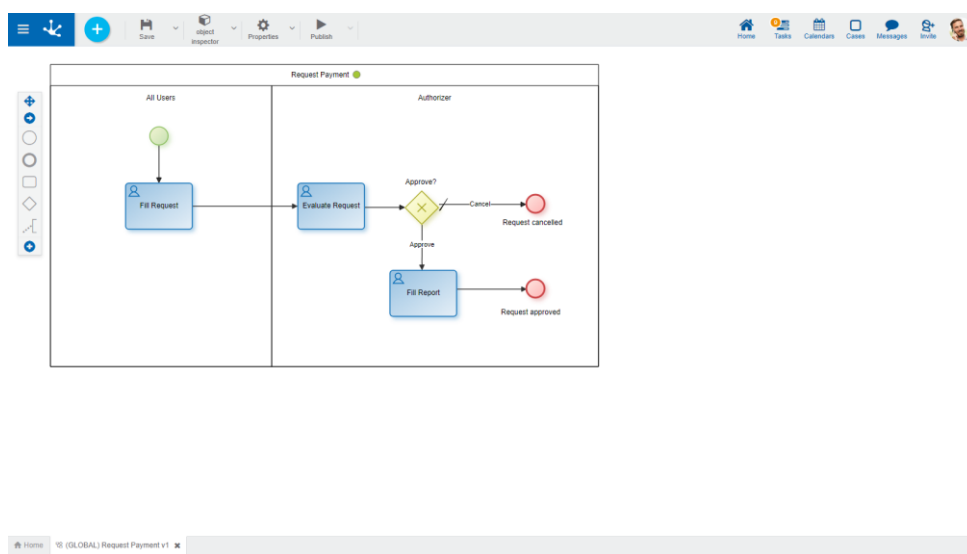 Save
object
inspector
Properties
Publish
Home
9
Tasks
Calendars
Cases
Messages
Invite
Request Payment
All Users
Authorizer
Fill Request
Evaluate Request
Approve?
Cancel
Request cancelled
Approve
Fill Report
Request approved
Home
(GLOBAL) Request Payment v1